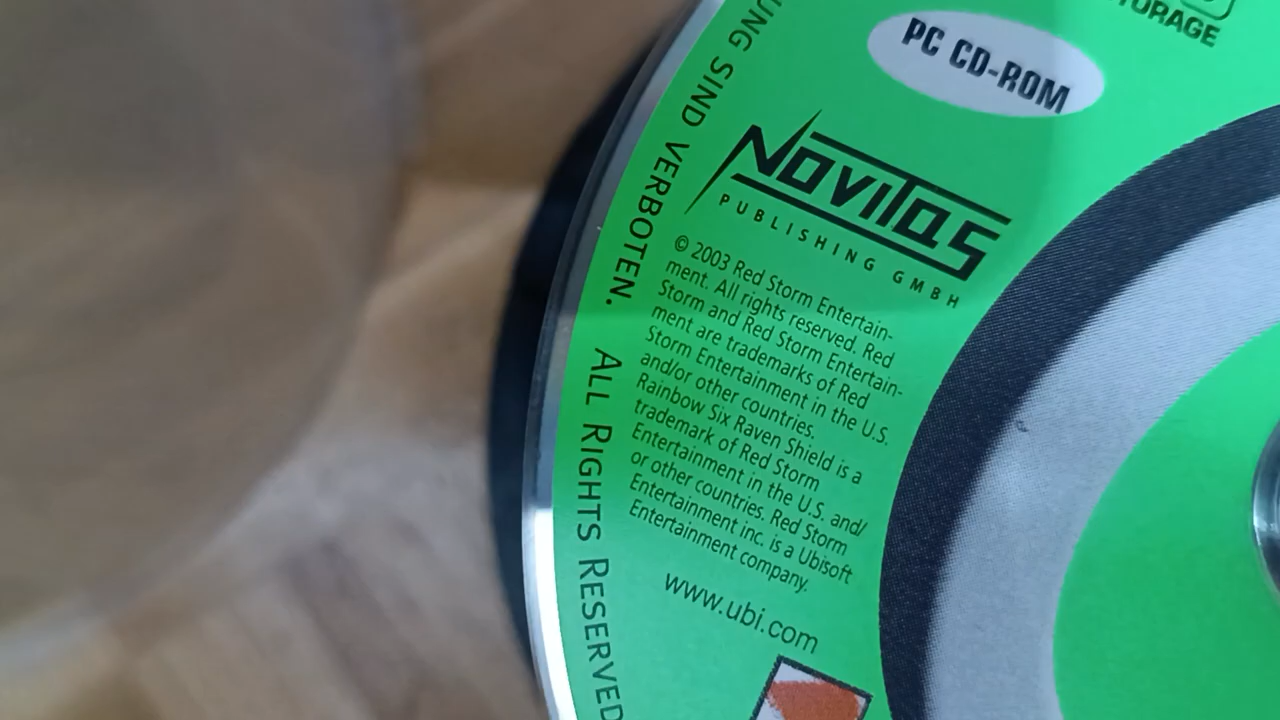 PC CD-ROM
NOVITAS
PUBLISHING GMBH
© 2003 Red Storm Entertain-
ment. All rights reserved. Red
Storm and Red Storm Entertain-
ment are trademarks of Red
Storm Entertainment in the U.S.
and/or other countries.
Rainbow Six Raven Shield is a
trademark of Red Storm
Entertainment in the U.S. and/
or other countries. Red Storm
Entertainment inc. is a Ubisoft
Entertainment company.
www.ubi.com
SIND VERBOTEN. ALL RIGHTS RESERVED